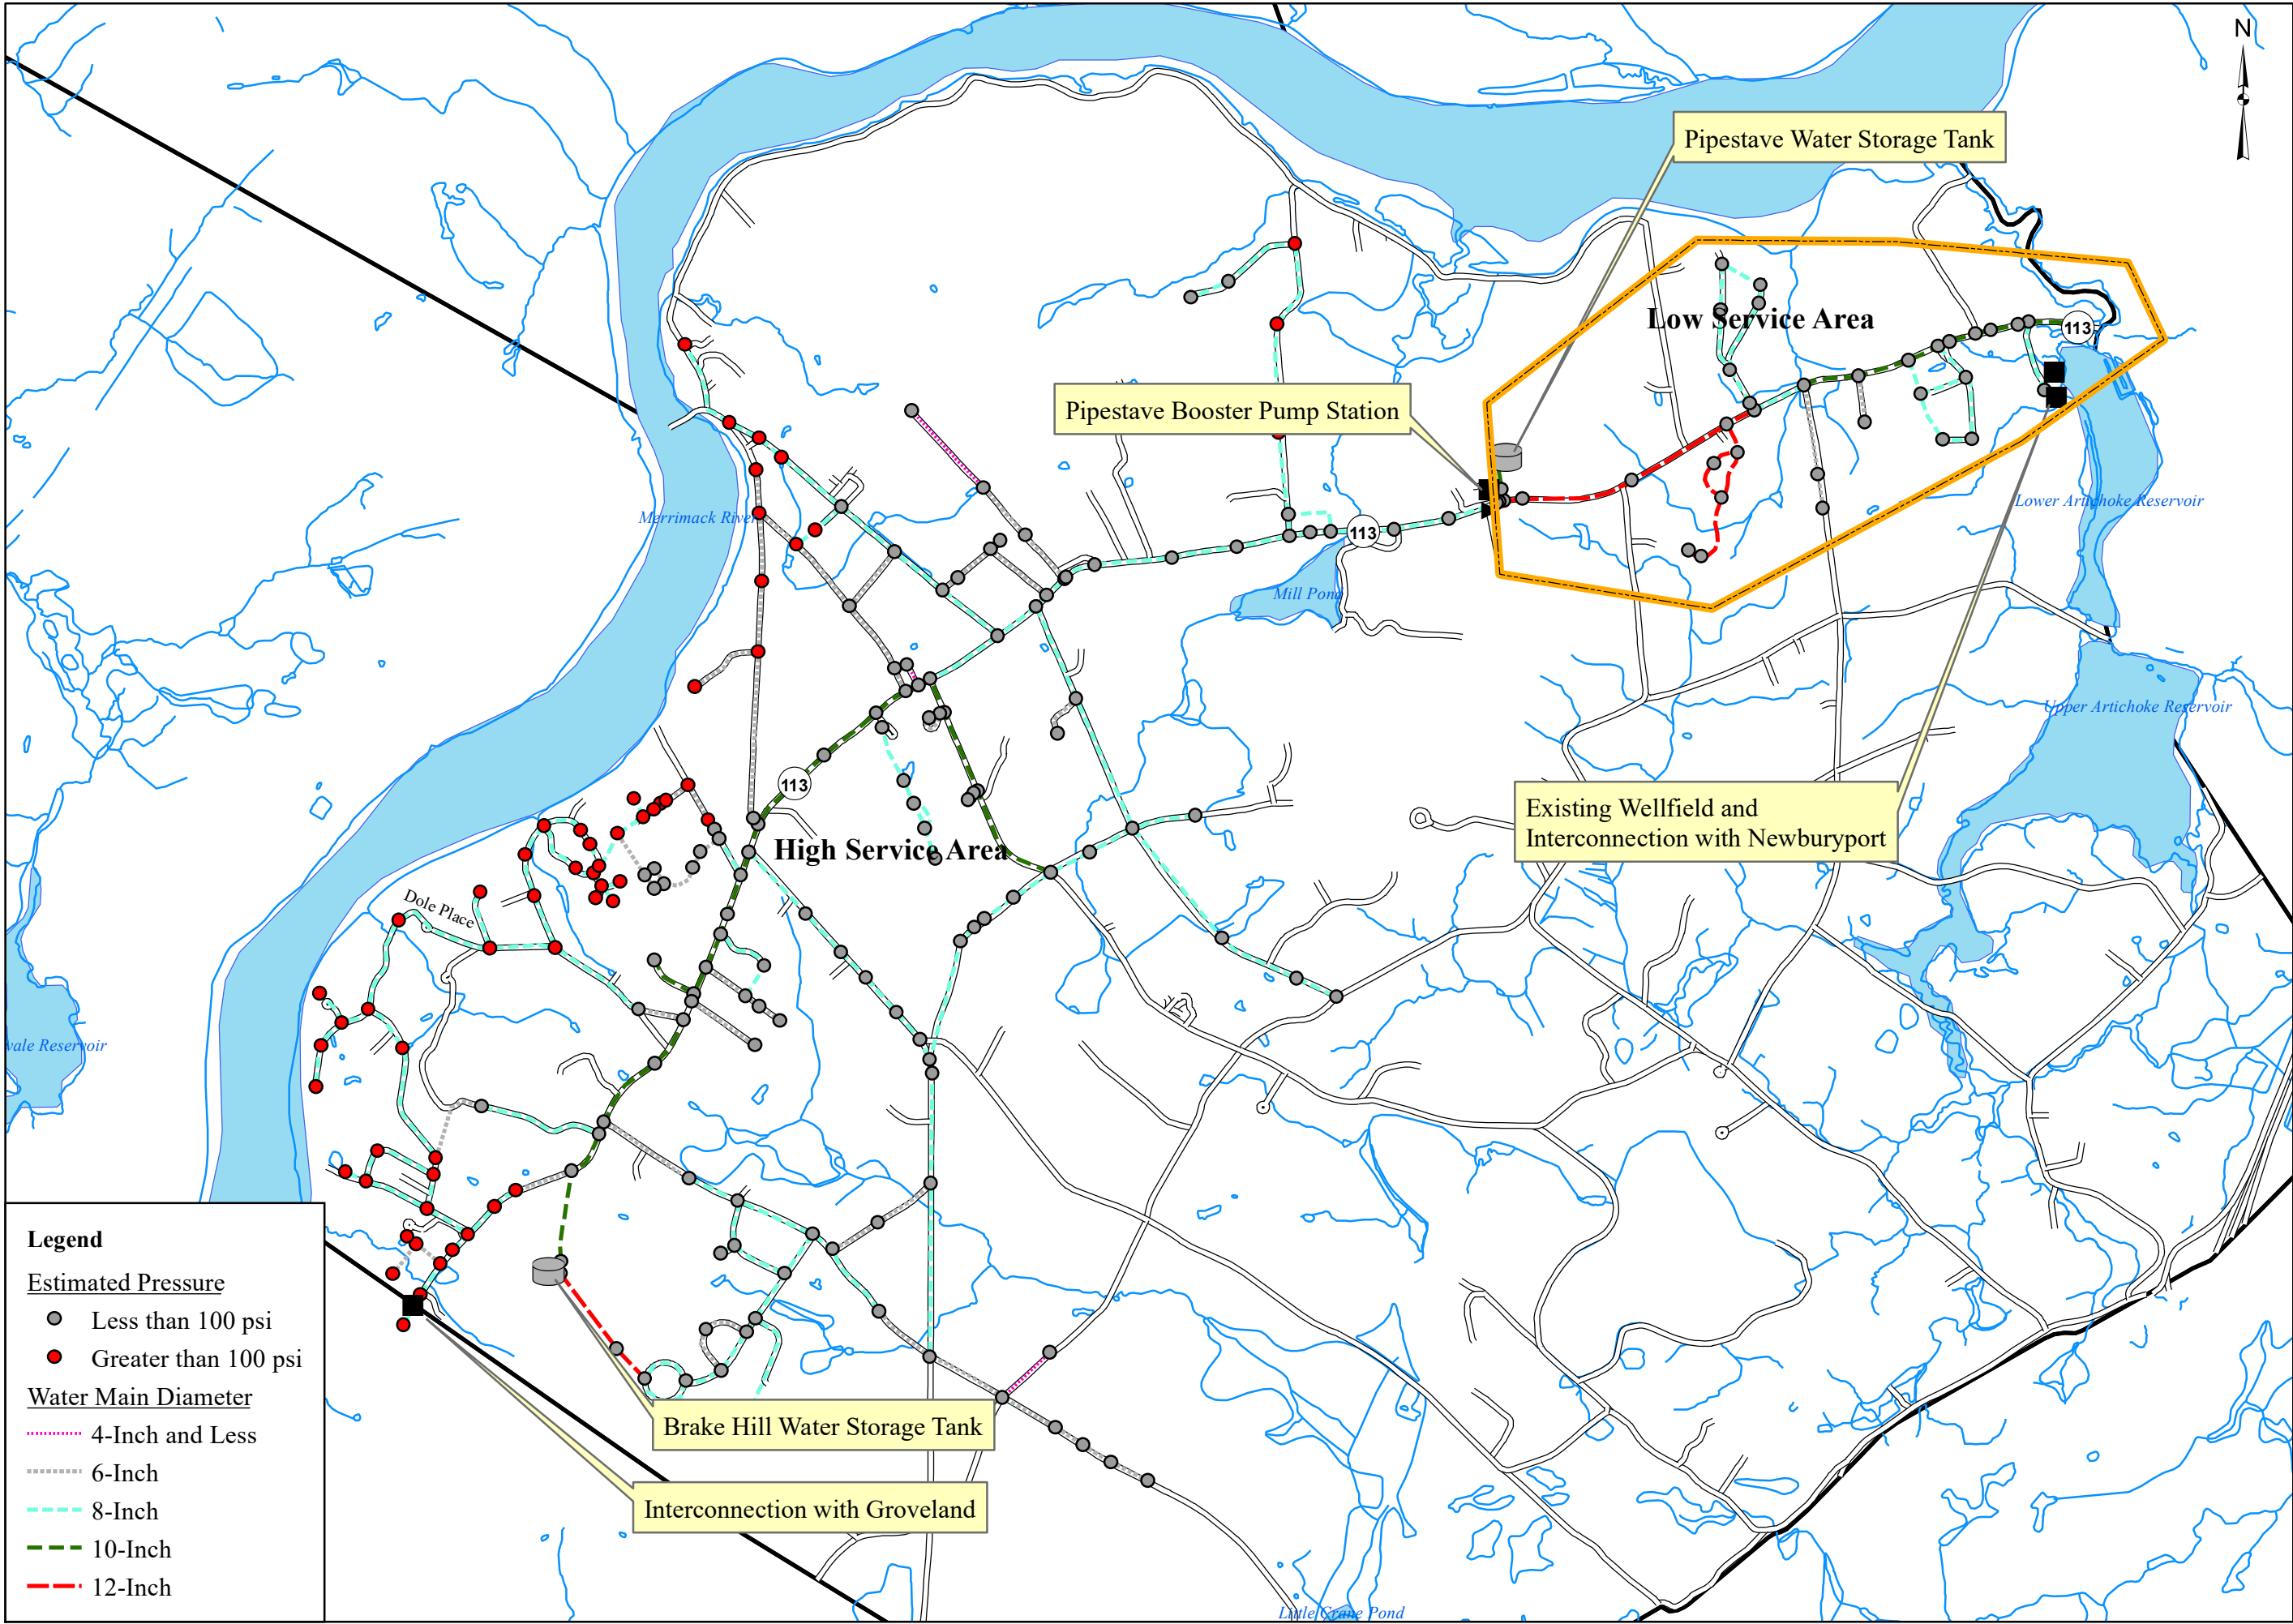 N
Pipestave Water Storage Tank
Low Service Area
113
Pipestave Booster Pump Station
Lower Artichoke Reservoir
Merrimack River
113
Mill Pond
Upper Artichoke Reservoir
113
Existing Wellfield and
Interconnection with Newburyport
High Service Area
Dole Place
vale Reservoir
Legend
Estimated Pressure
Less than 100 psi
Greater than 100 psi
Water Main Diameter
4-Inch and Less
6-Inch
8-Inch
10-Inch
12-Inch
Brake Hill Water Storage Tank
Interconnection with Groveland
Little Crane Pond